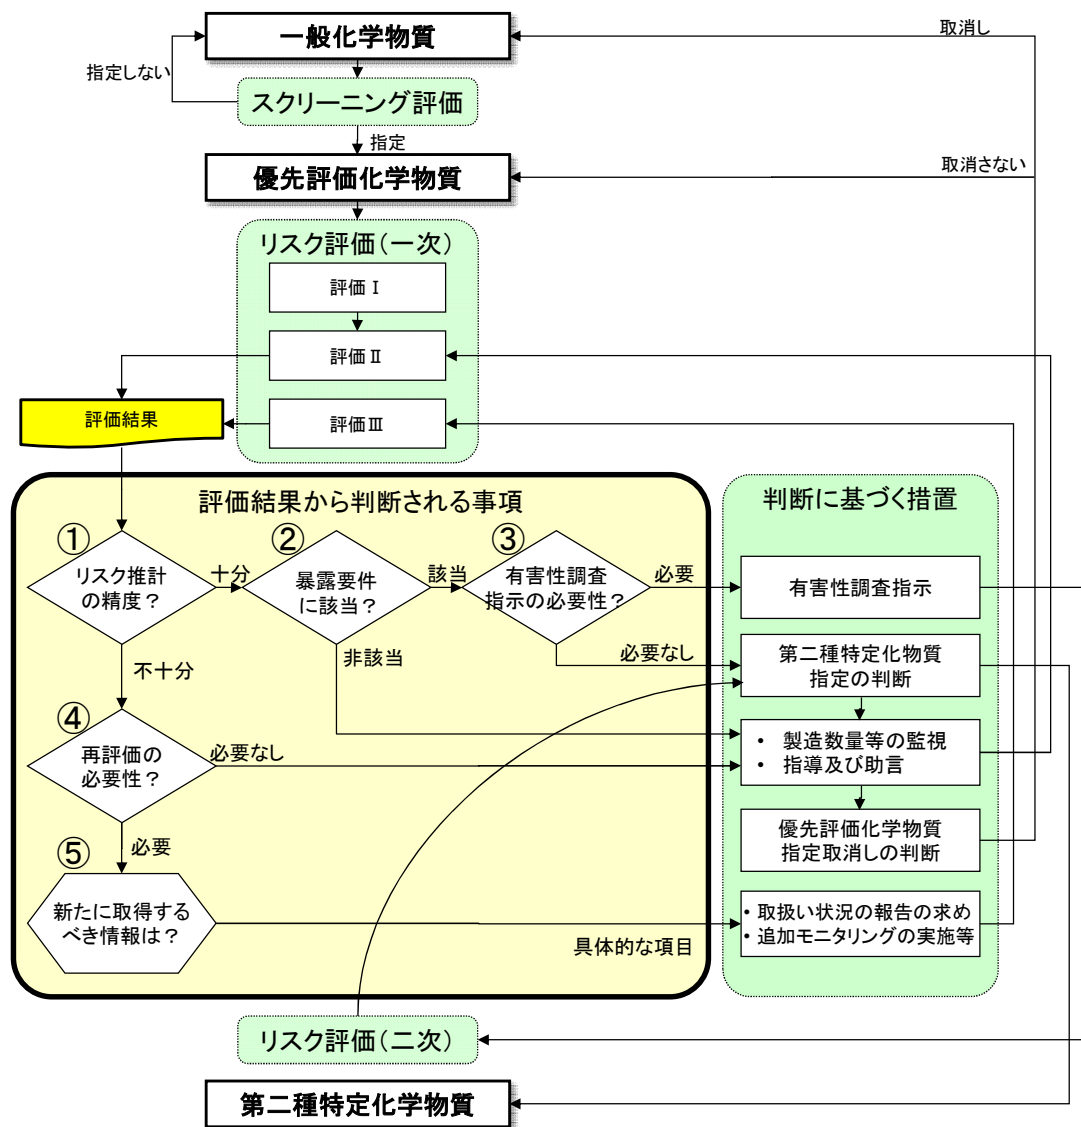 一般化学物質
取消し
指定しない
スクリーニング評価
指定
優先評価化学物質
取消さない
リスク評価(一次)
評価Ⅰ
評価Ⅱ
評価Ⅲ
評価結果
評価結果から判断される事項
判断に基づく措置
①
リスク推計
の精度?
十分
②
暴露要件
に該当?
該当
③
有害性調査
指示の必要性?
必要
有害性調査指示
不十分
非該当
必要なし
第二種特定化物質
指定の判断
④
再評価の
必要性?
必要なし
・ 製造数量等の監視
・ 指導及び助言
必要
優先評価化学物質
指定取消しの判断
⑤
新たに取得する
べき情報は?
具体的な項目
・取扱い状況の報告の求め
・追加モニタリングの実施等
リスク評価(二次)
第二種特定化学物質